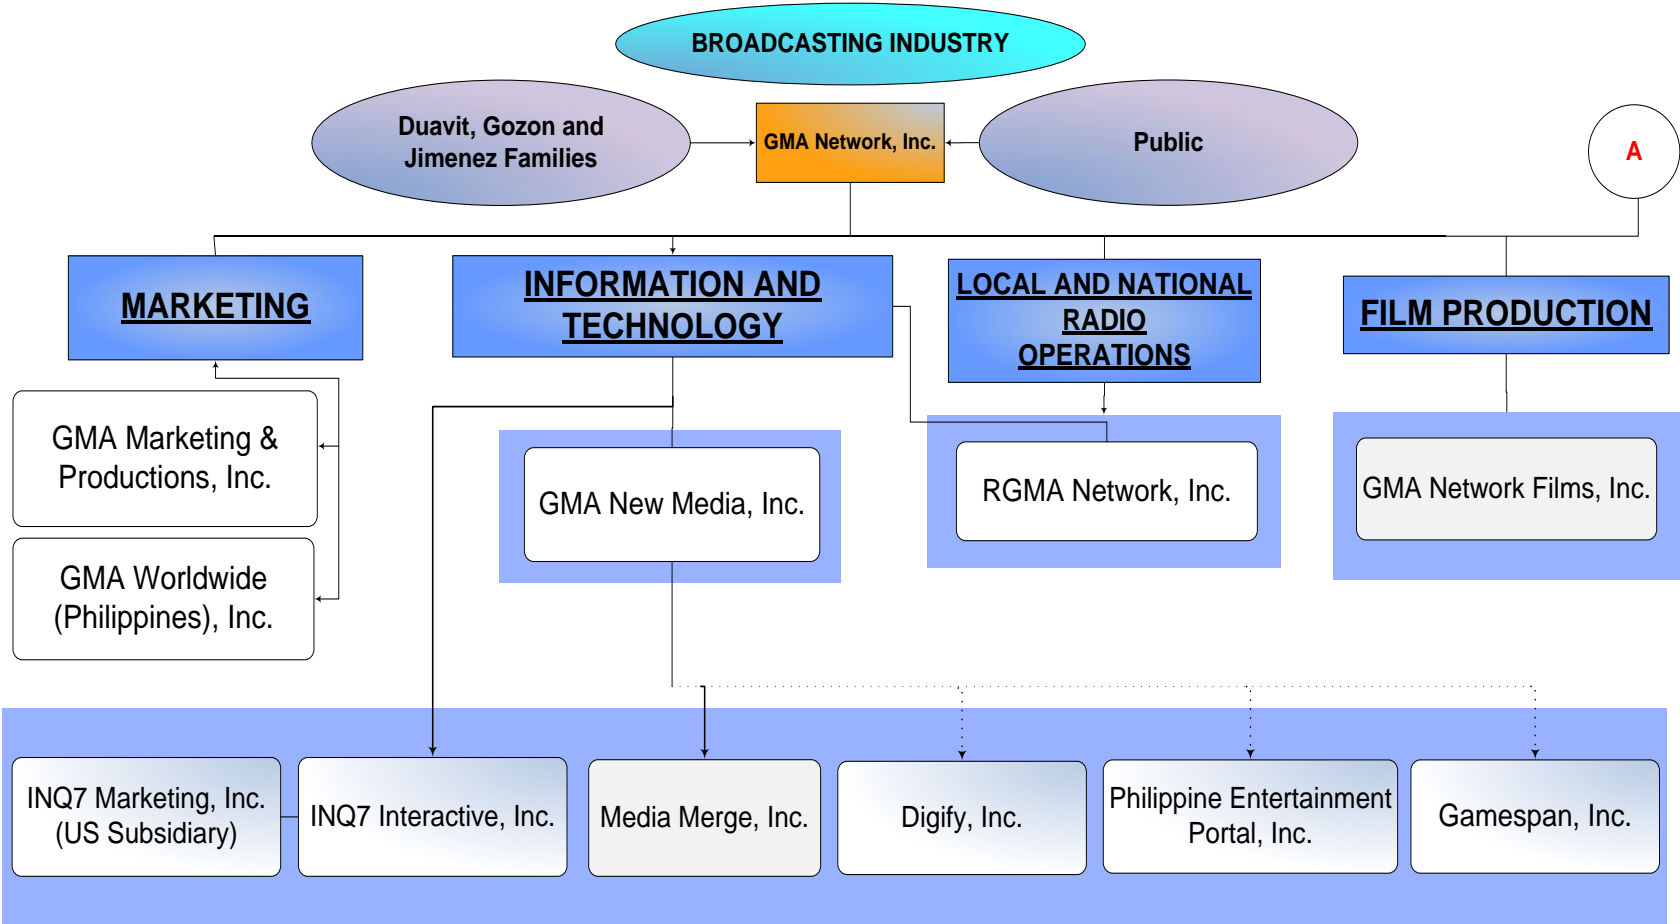 BROADCASTING INDUSTRY
Duavit, Gozon and
Jimenez Families
GMA Network, Inc.
Public
A
MARKETING
INFORMATION AND
TECHNOLOGY
LOCAL AND NATIONAL
RADIO
OPERATIONS
FILM PRODUCTION
GMA Marketing &
Productions, Inc.
GMA New Media, Inc.
RGMA Network, Inc.
GMA Network Films, Inc.
GMA Worldwide
(Philippines), Inc.
INQ7 Marketing, Inc.
(US Subsidiary)
INQ7 Interactive, Inc.
Media Merge, Inc.
Digify, Inc.
Philippine Entertainment
Portal, Inc.
Gamespan, Inc.